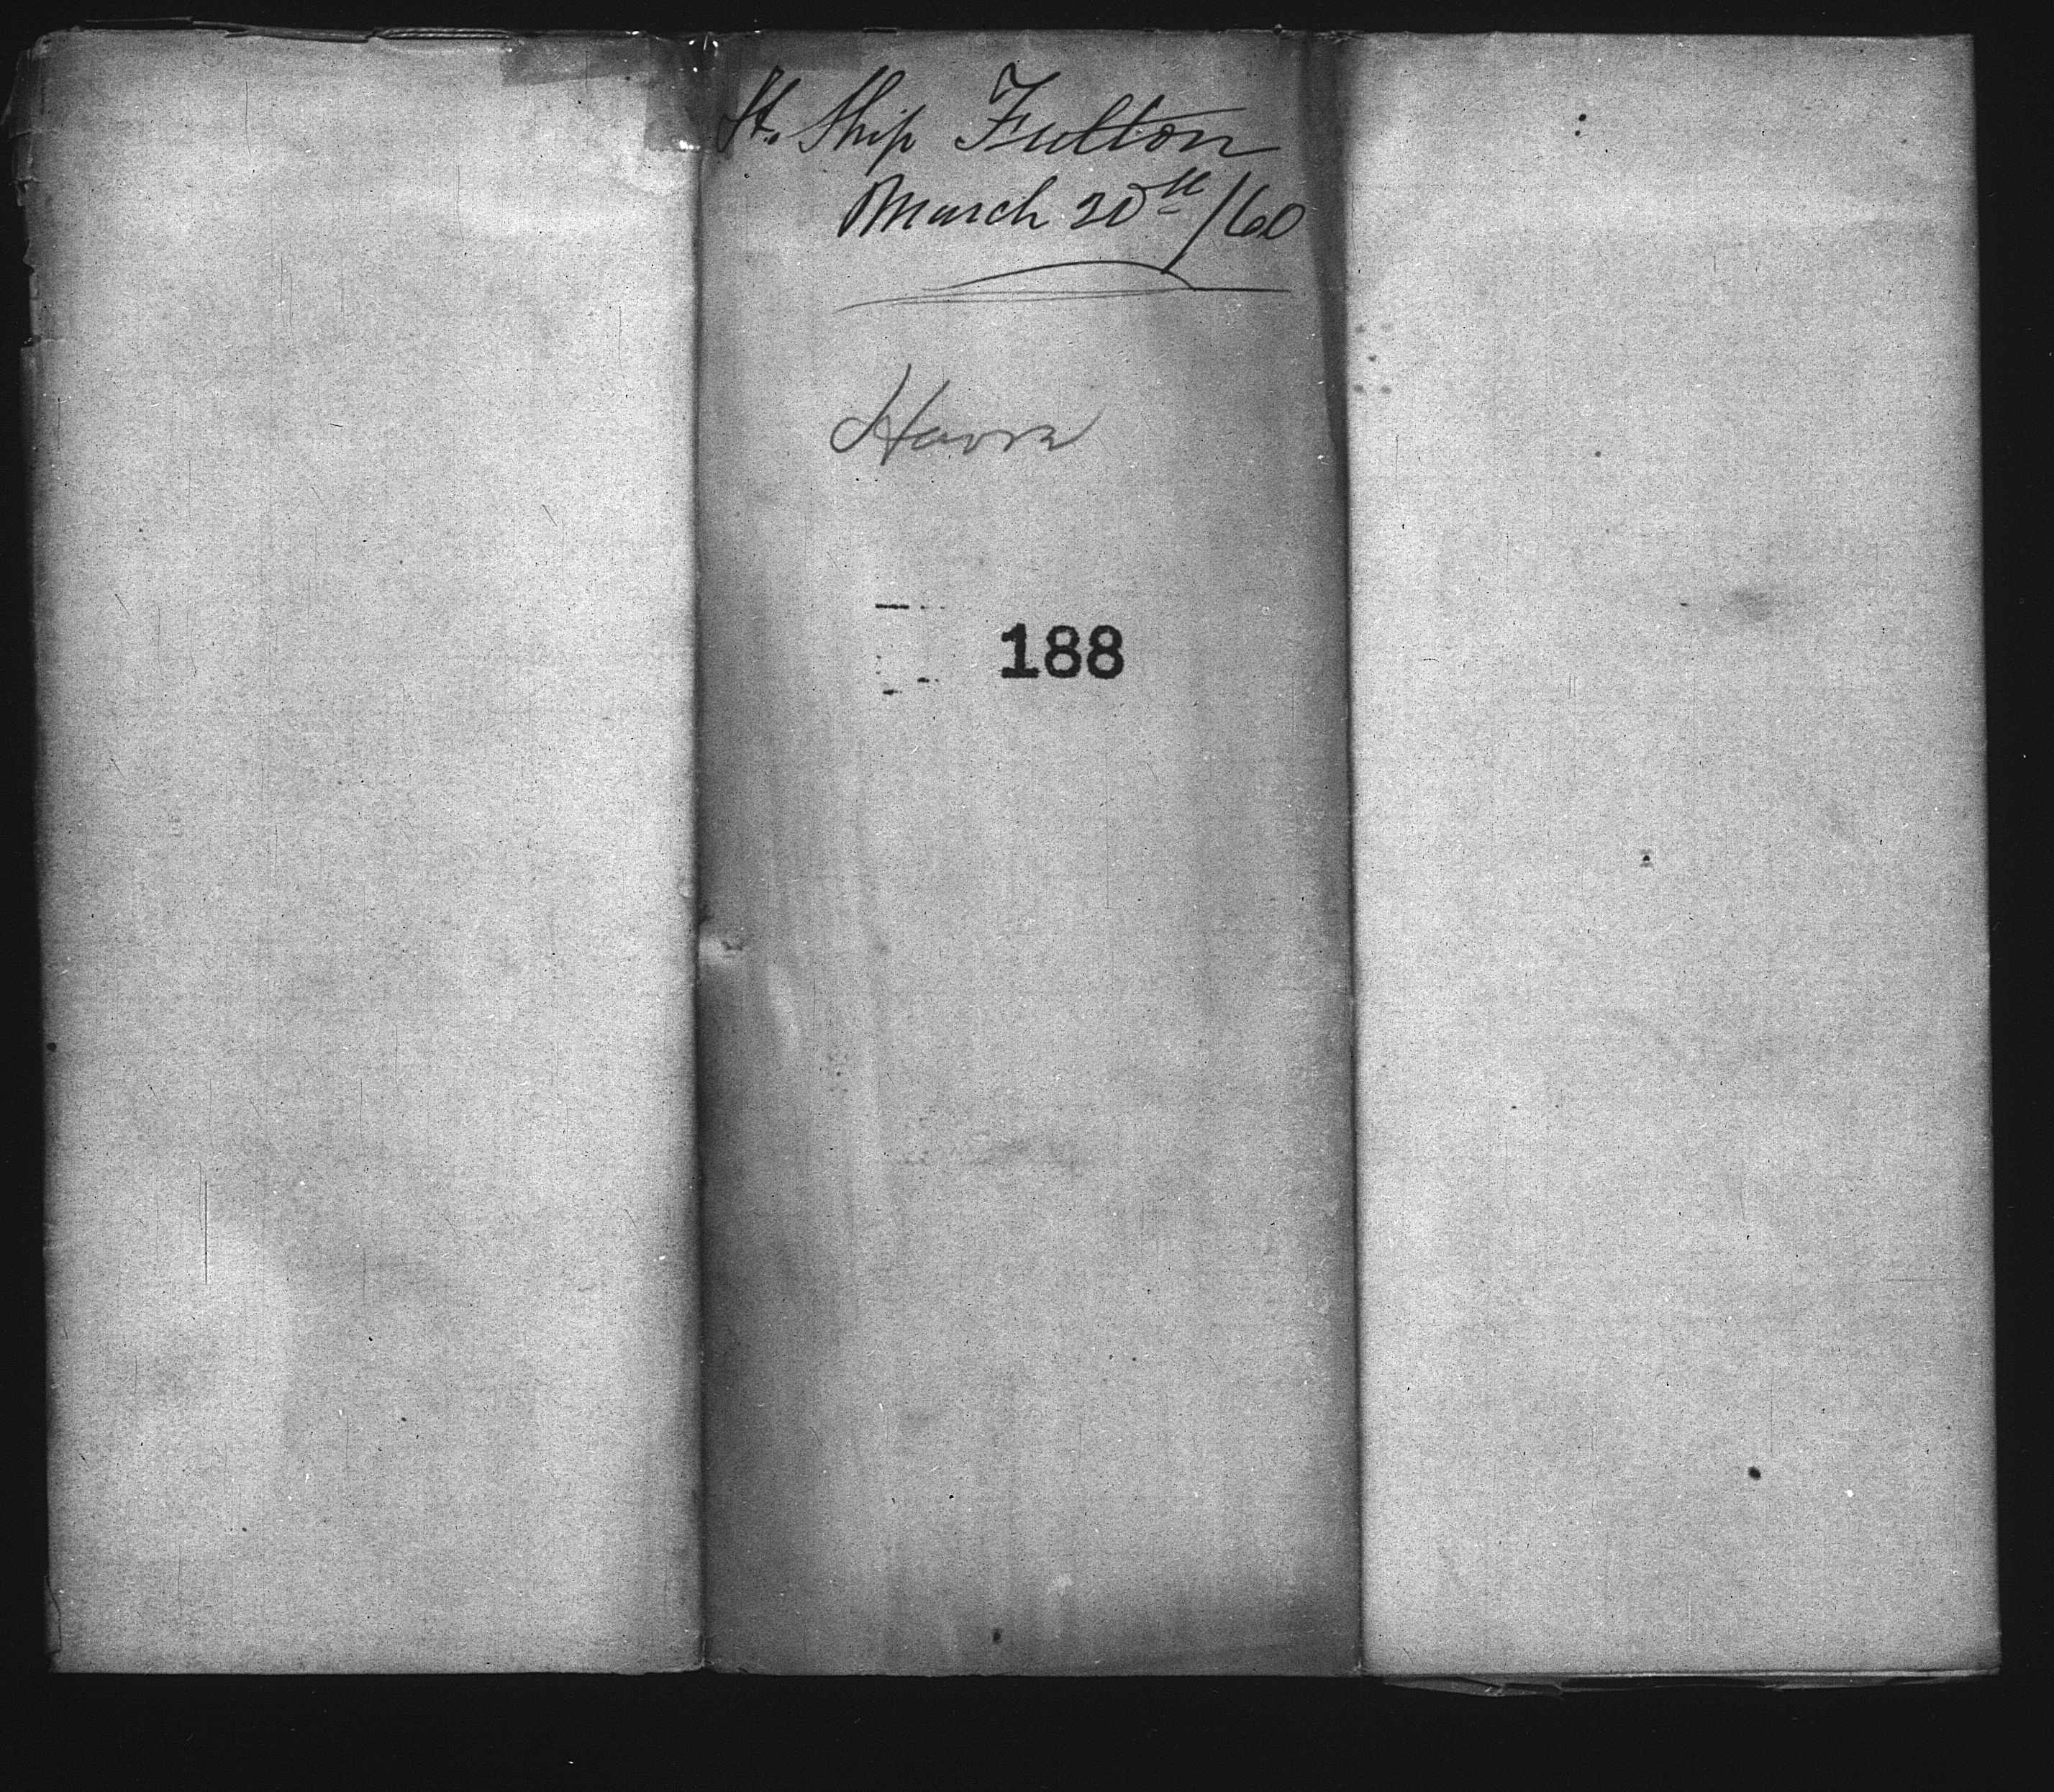 St. Ship Fulton
March 20th/60
Havre
188